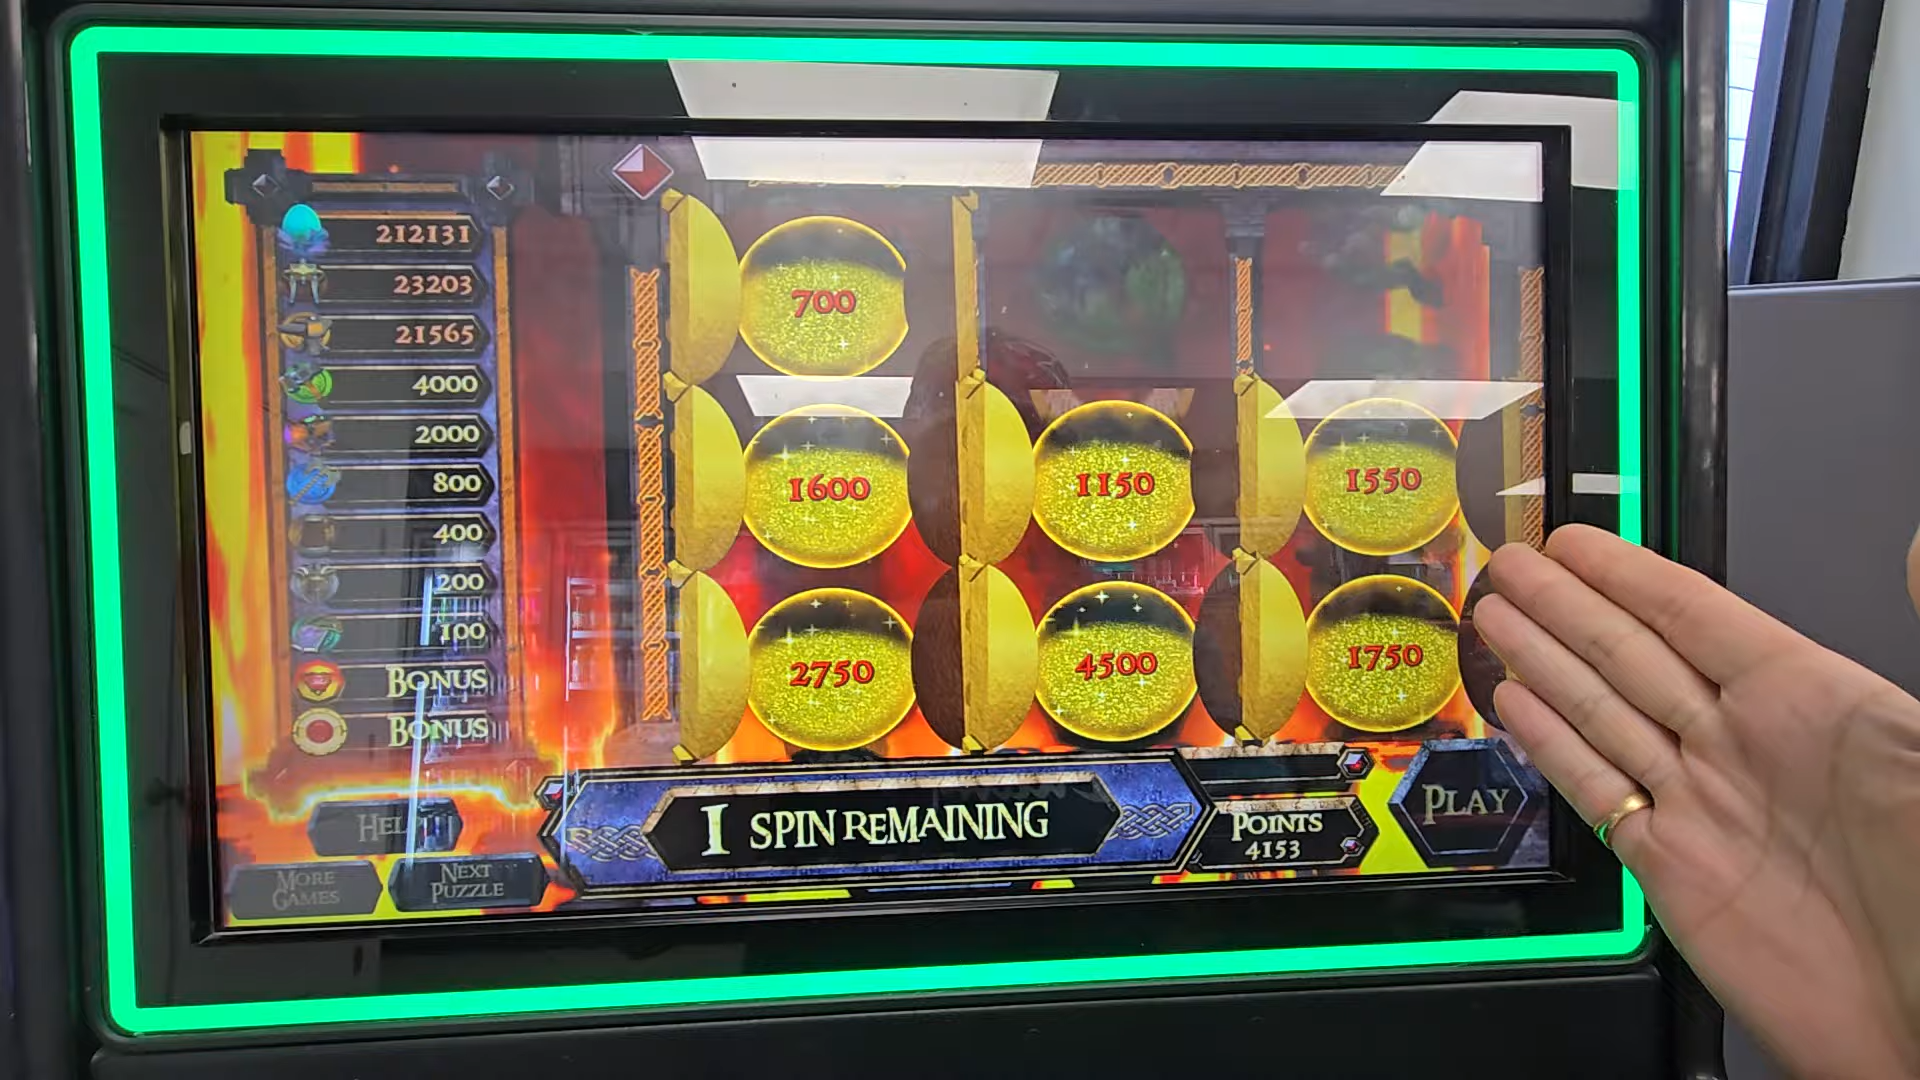 212131
23203
21565
4000
2000
800
400
200
100
BONUS
BONUS
700
1600
1150
1550
2750
4500
1750
1 SPIN REMAINING
POINTS
4153
PLAY
MORE
GAMES
NEXT
PUZZLE